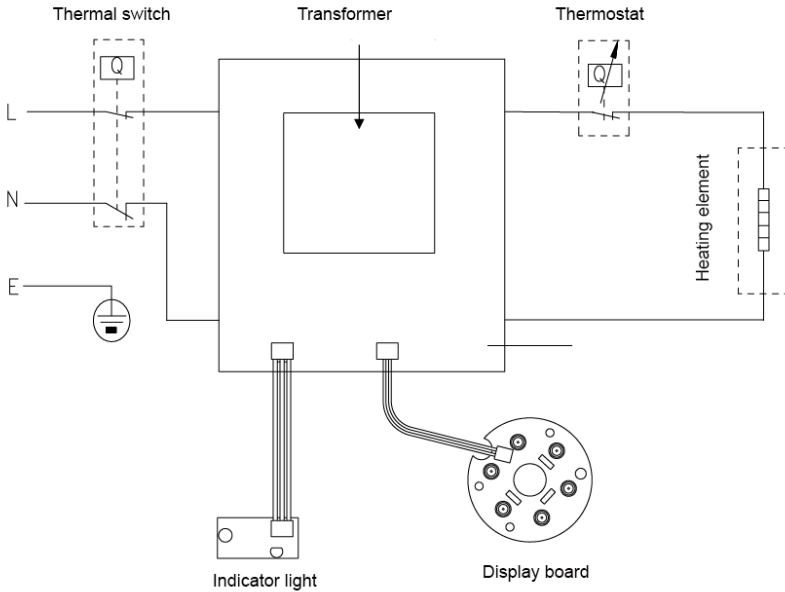 Thermal switch
Transformer
Thermostat
Q
Q
L
N
E
Heating element
Indicator light
Display board